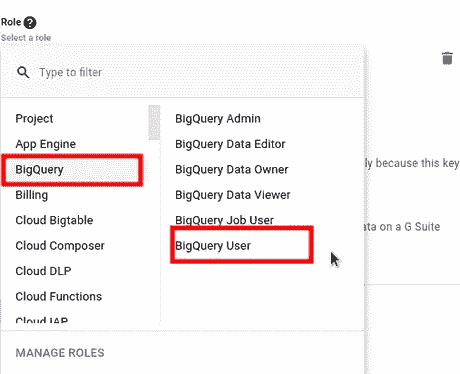 Role ?
Select a role
Type to filter
Project
App Engine
BigQuery
Billing
Cloud Bigtable
Cloud Composer
Cloud DLP
Cloud Functions
Cloud IAP
BigQuery Admin
BigQuery Data Editor
BigQuery Data Owner
BigQuery Data Viewer
BigQuery Job User
BigQuery User
ly because this key
ata on a G Suite
MANAGE ROLES